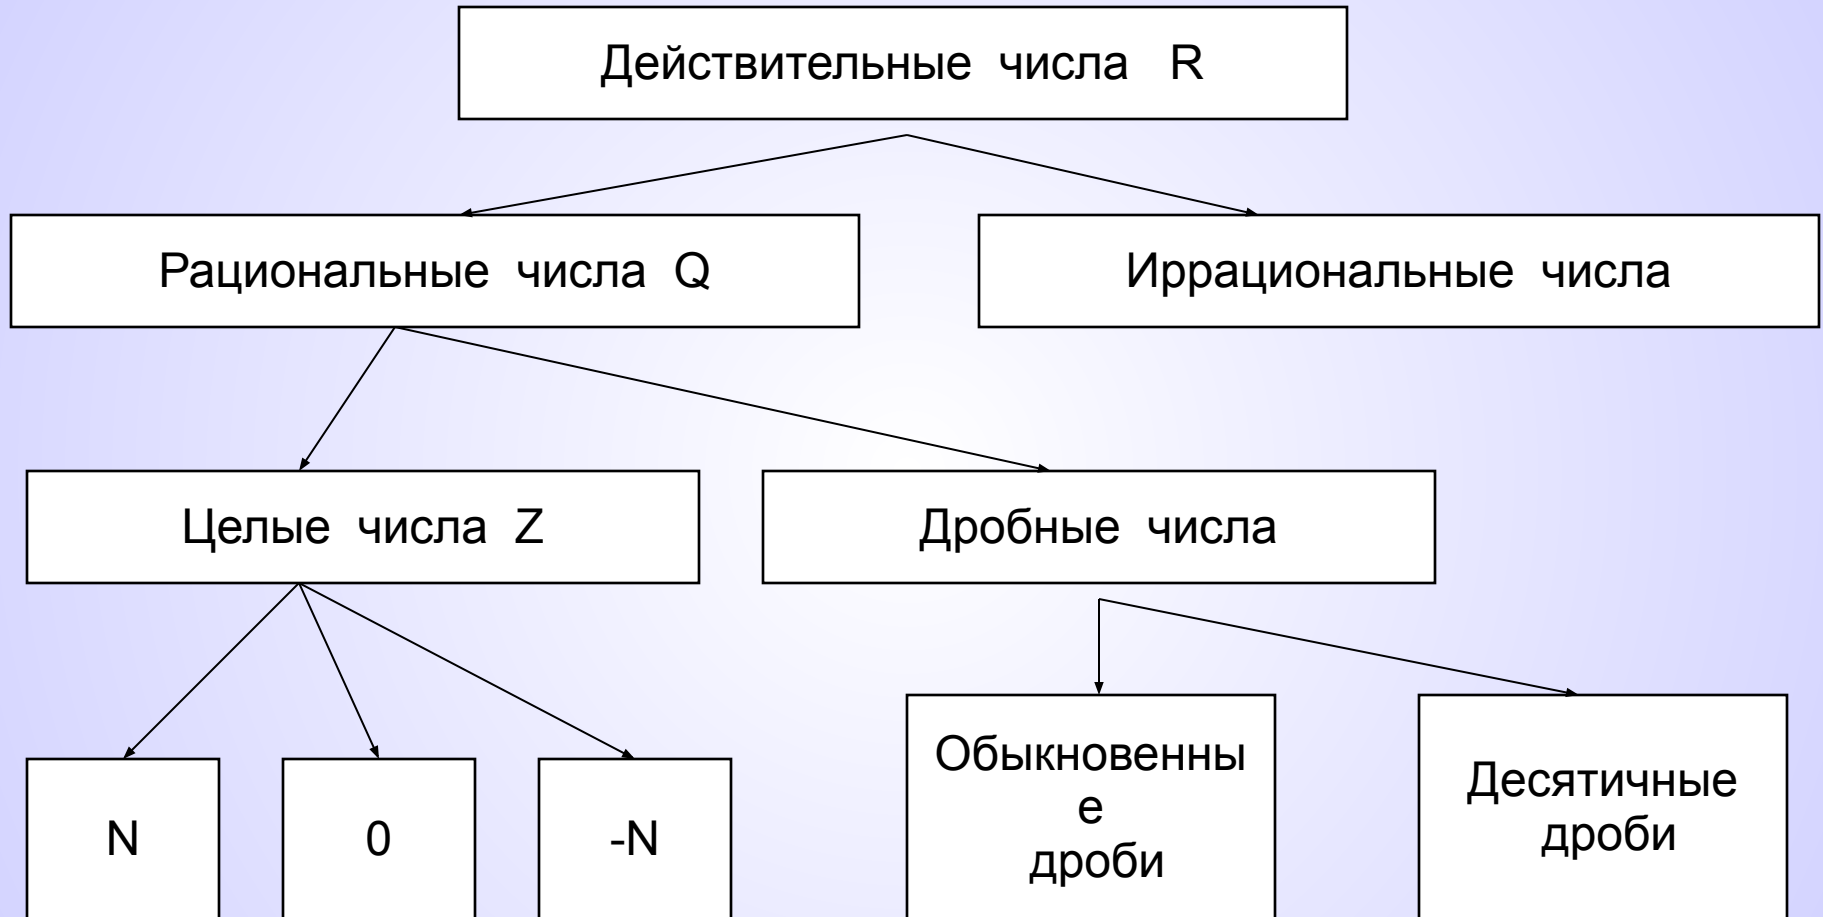 Действительные числа R
Рациональные числа Q
Иррациональные числа
Целые числа Z
Дробные числа
N
0
-N
Обыкновенны
е
дроби
Десятичные
дроби